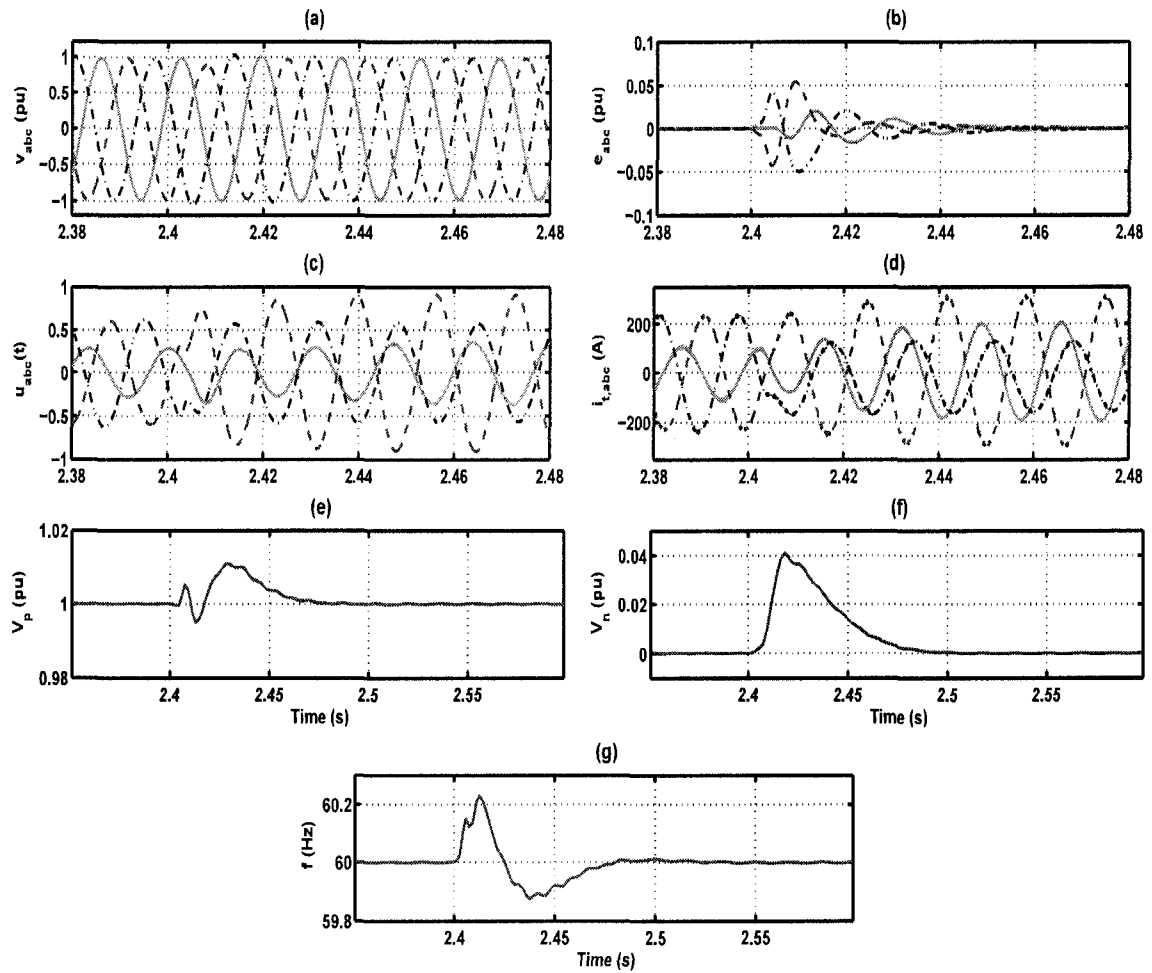 (a)
v_abc (pu)
1
0.5
0
−0.5
−1
2.38 2.4 2.42 2.44 2.46 2.48
(b)
e_abc (pu)
0.1
0.05
0
−0.05
−0.1
2.38 2.4 2.42 2.44 2.46 2.48
(c)
u_abc(t)
1
0.5
0
−0.5
−1
2.38 2.4 2.42 2.44 2.46 2.48
(d)
i_t,abc (A)
200
0
−200
2.38 2.4 2.42 2.44 2.46 2.48
(e)
V_p (pu)
1.02
1
0.98
2.4 2.45 2.5 2.55
Time (s)
(f)
V_n (pu)
0.04
0.02
0
2.4 2.45 2.5 2.55
Time (s)
(g)
f (Hz)
60.2
60
59.8
2.4 2.45 2.5 2.55
Time (s)